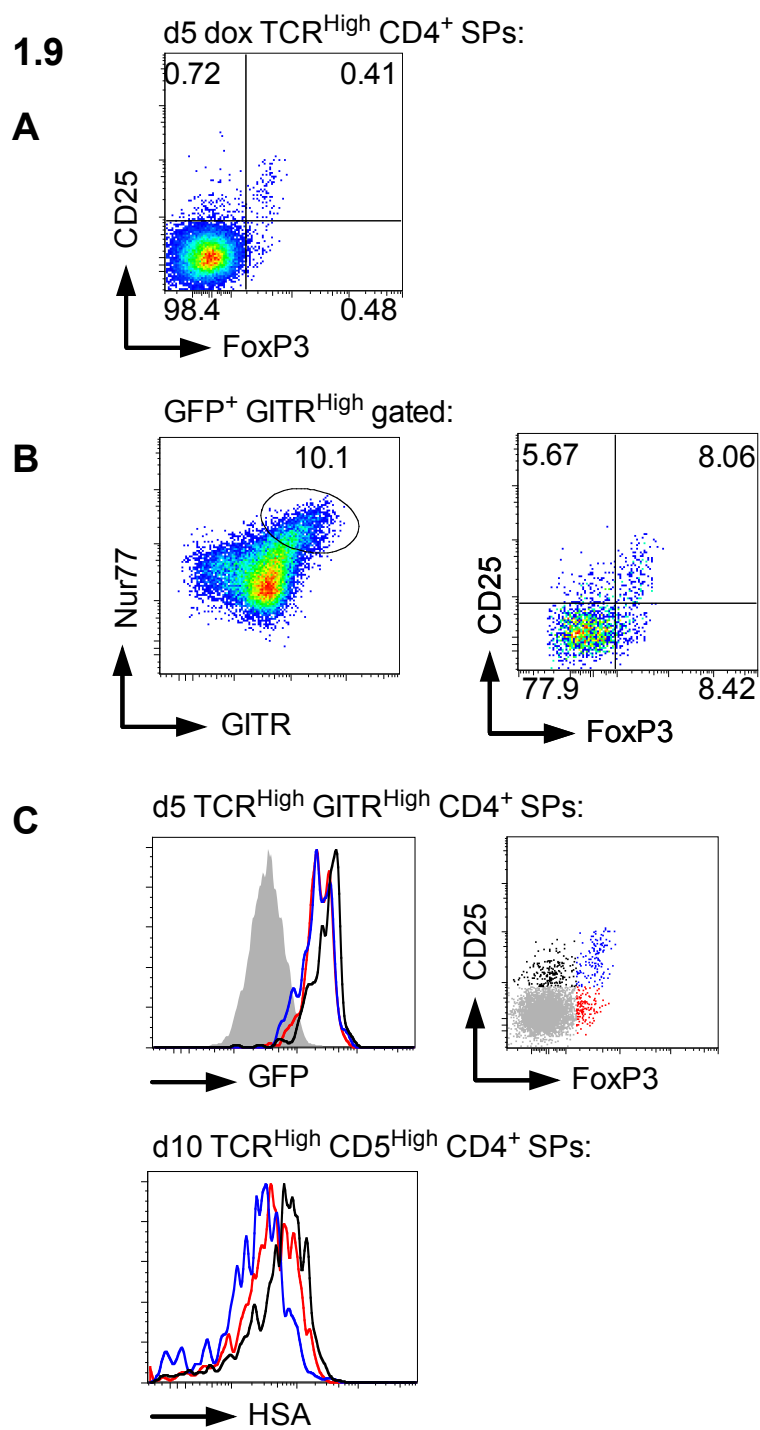 1.9
d5 dox TCRHigh CD4+ SPs:
A
0.72 0.41
CD25
98.4 0.48
FoxP3
GFP+ GITRHigh gated:
B
10.1
Nur77
GITR
5.67 8.06
CD25
77.9 8.42
FoxP3
C
d5 TCRHigh GITRHigh CD4+ SPs:
GFP
CD25
FoxP3
d10 TCRHigh CD5High CD4+ SPs:
HSA